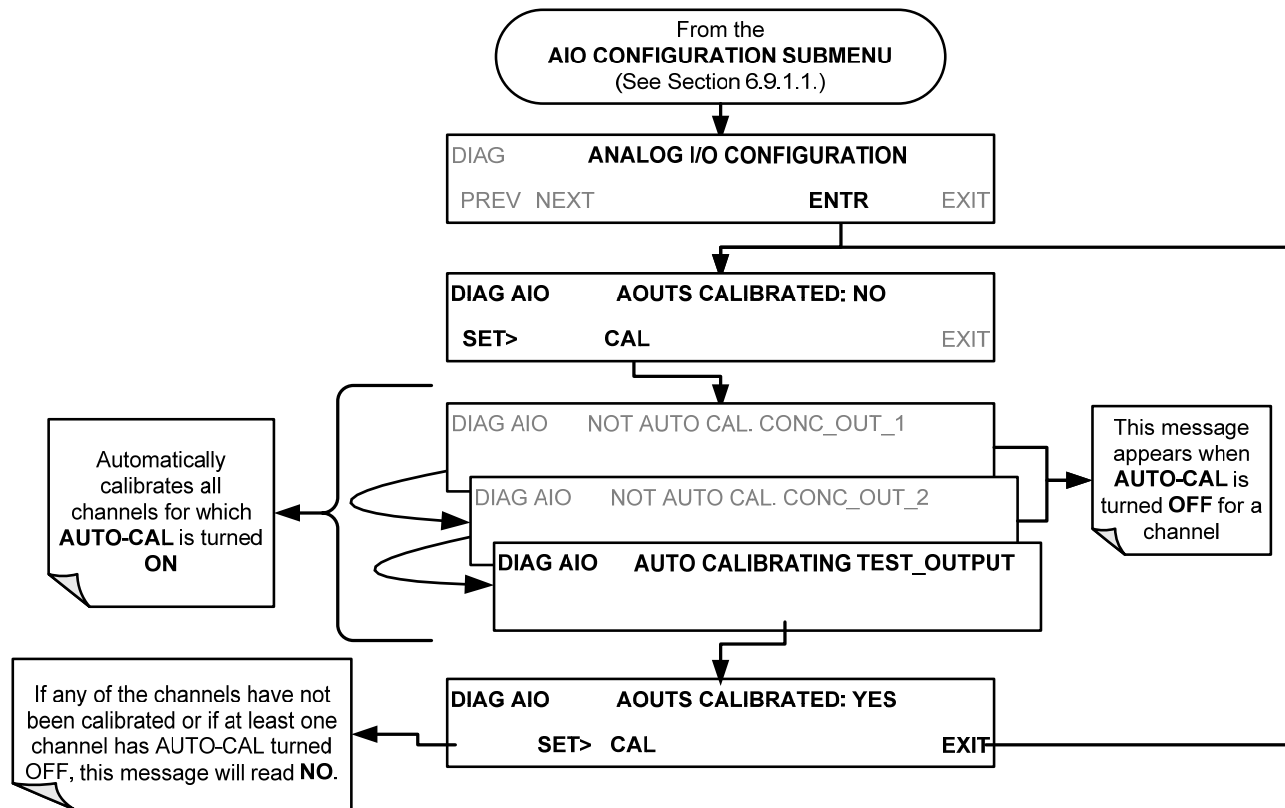 From the
AIO CONFIGURATION SUBMENU
(See Section 6.9.1.1.)
DIAG ANALOG I/O CONFIGURATION
PREV NEXT ENTR EXIT
DIAG AIO AOUTS CALIBRATED: NO
SET> CAL EXIT
DIAG AIO NOT AUTO CAL. CONC_OUT_1
DIAG AIO NOT AUTO CAL. CONC_OUT_2
DIAG AIO AUTO CALIBRATING TEST_OUTPUT
Automatically
calibrates all
channels for which
AUTO-CAL is turned
ON
This message
appears when
AUTO-CAL is
turned OFF for a
channel
DIAG AIO AOUTS CALIBRATED: YES
SET> CAL EXIT
If any of the channels have not
been calibrated or if at least one
channel has AUTO-CAL turned
OFF, this message will read NO.